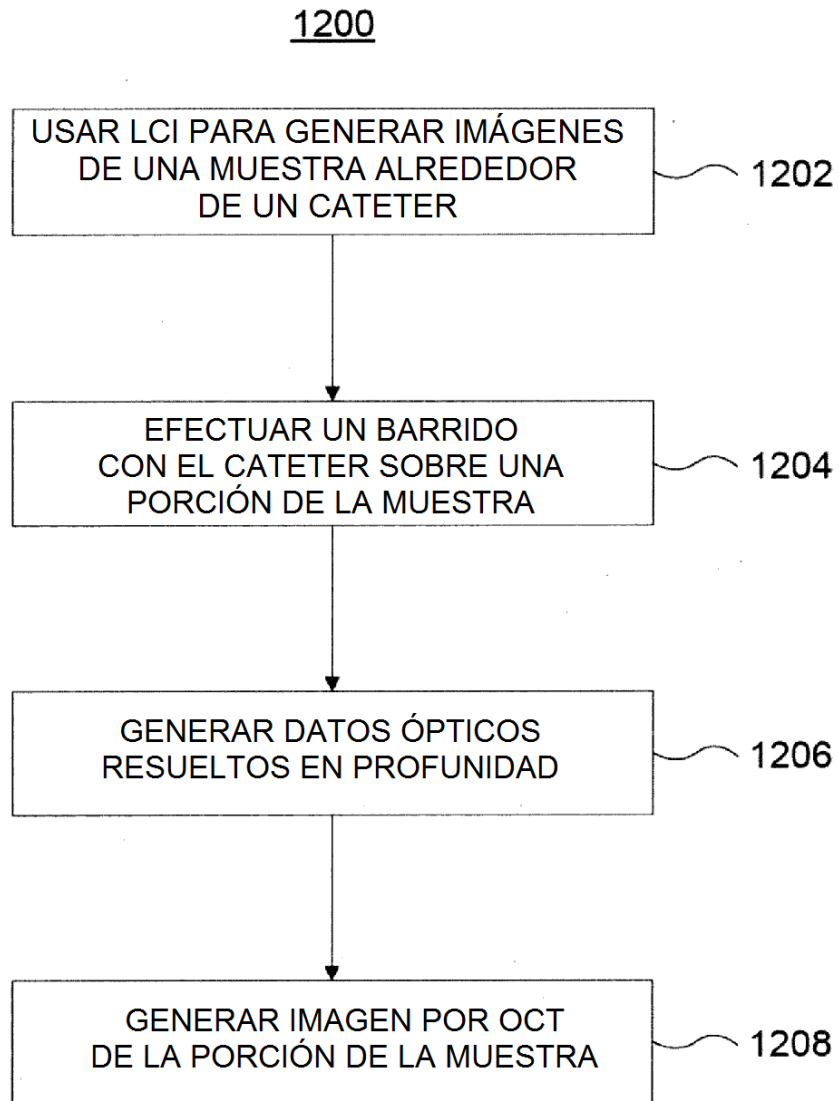 1200
USAR LCI PARA GENERAR IMÁGENES
DE UNA MUESTRA ALREDEDOR
DE UN CATETER
1202
EFECTUAR UN BARRIDO
CON EL CATETER SOBRE UNA
PORCIÓN DE LA MUESTRA
1204
GENERAR DATOS ÓPTICOS
RESUELTOS EN PROFUNIDAD
1206
GENERAR IMAGEN POR OCT
DE LA PORCIÓN DE LA MUESTRA
1208